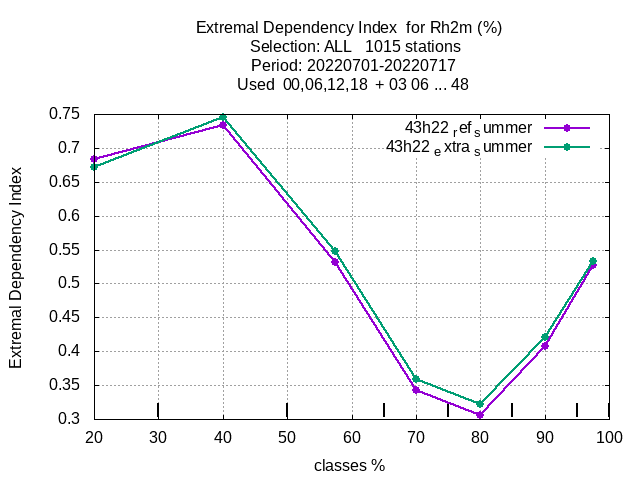 Extremal Dependency Index  for Rh2m (%)
Selection: ALL   1015 stations
Period: 20220701-20220717
Used  00,06,12,18  + 03 06 ... 48
43h22 ref summer
43h22 extra summer
Extremal Dependency Index
0.75
0.7
0.65
0.6
0.55
0.5
0.45
0.4
0.35
0.3
20 30 40 50 60 70 80 90 100
classes %